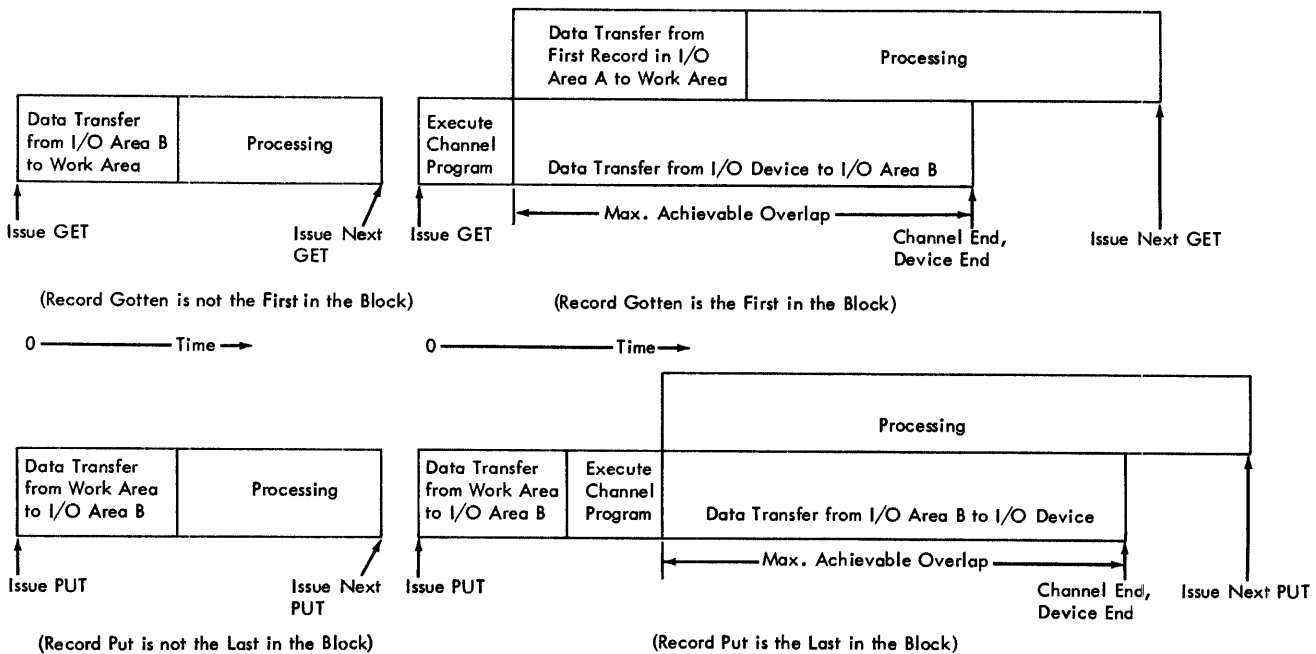 Data Transfer from
First Record in I/O
Area A to Work Area
Processing
Data Transfer
from I/O Area B
to Work Area
Processing
Execute
Channel
Program
Data Transfer from I/O Device to I/O Area B
Issue GET
Issue Next
GET
Issue GET
Max. Achievable Overlap
Channel End,
Device End
Issue Next GET
(Record Gotten is not the First in the Block)
(Record Gotten is the First in the Block)
0 Time
0 Time
Processing
Data Transfer
from Work Area
to I/O Area B
Processing
Data Transfer
from Work Area
to I/O Area B
Execute
Channel
Program
Data Transfer from I/O Area B to I/O Device
Issue PUT
Issue Next
PUT
Issue PUT
Max. Achievable Overlap
Channel End,
Device End
Issue Next PUT
(Record Put is not the Last in the Block)
(Record Put is the Last in the Block)